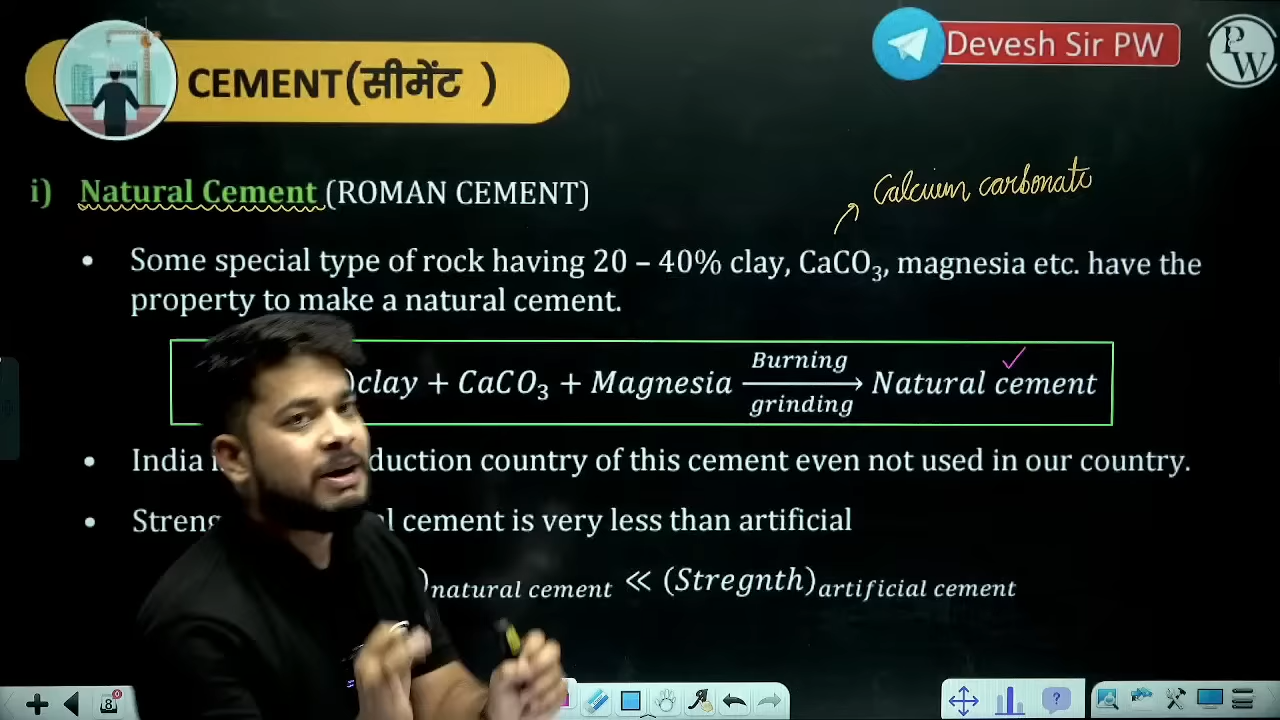 CEMENT(सीमेंट )
Devesh Sir PW
PW
i) Natural Cement (ROMAN CEMENT)
Calcium carbonate
• Some special type of rock having 20 – 40% clay, CaCO₃, magnesia etc. have the
property to make a natural cement.
Burning
)clay + CaCO₃ + Magnesia ⟶ Natural cement
grinding
• India duction country of this cement even not used in our country.
• Streng l cement is very less than artificial
)natural cement ≪ (Stregnth)artificial cement